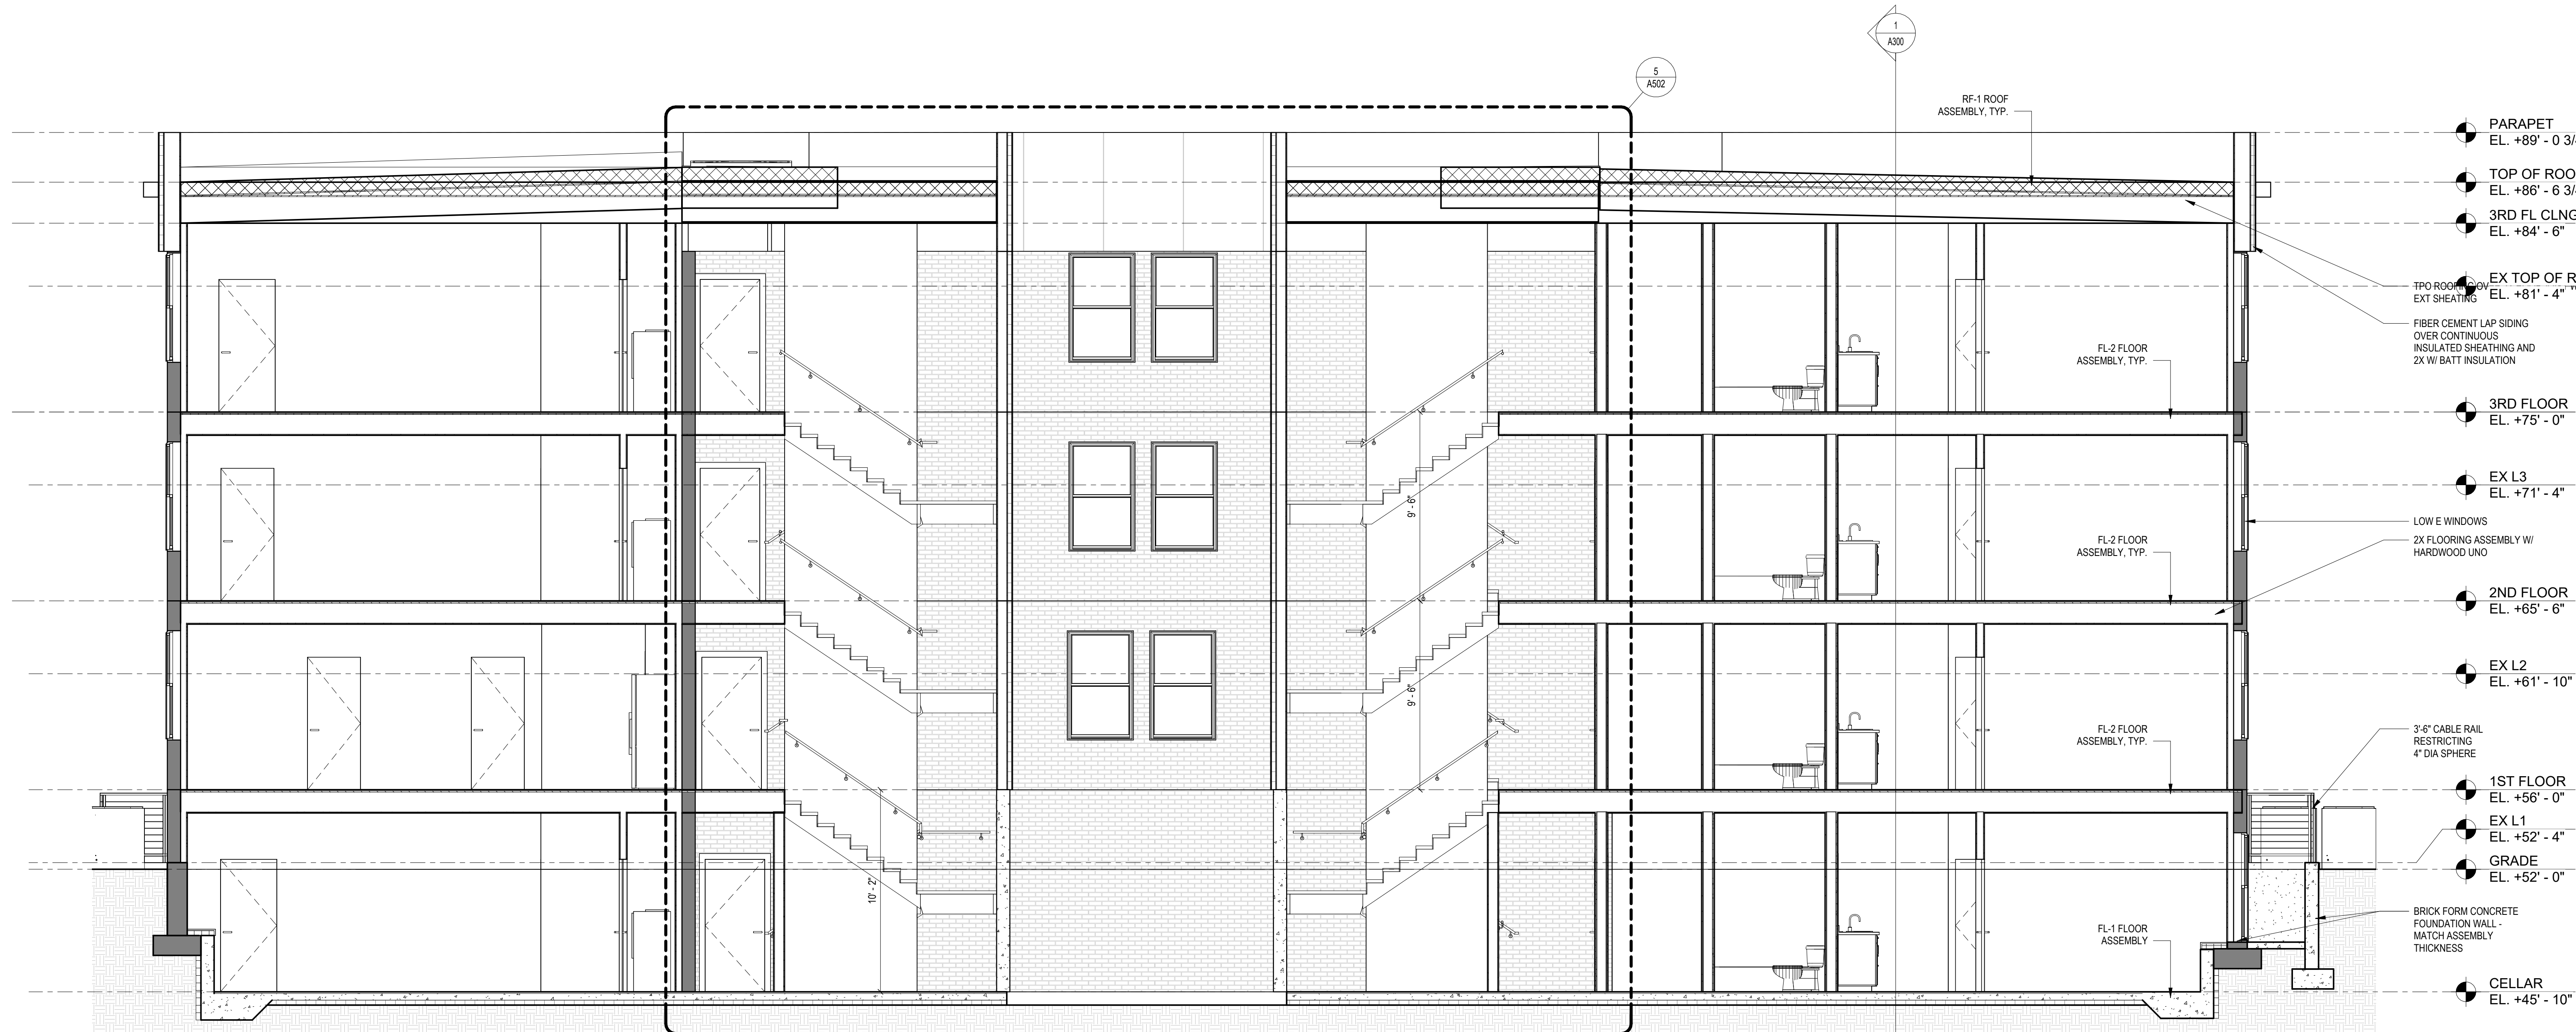 1
A300
5
A502
RF-1 ROOF
ASSEMBLY, TYP.
PARAPET
EL. +89' - 0 3/
TOP OF ROO
EL. +86' - 6 3/
3RD FL CLNG
EL. +84' - 6"
EX TOP OF R
EL. +81' - 4"
TPO ROOFING OV
EXT SHEATING
FIBER CEMENT LAP SIDING
OVER CONTINUOUS
INSULATED SHEATHING AND
2X W/ BATT INSULATION
FL-2 FLOOR
ASSEMBLY, TYP.
3RD FLOOR
EL. +75' - 0"
EX L3
EL. +71' - 4"
9' - 6"
LOW E WINDOWS
2X FLOORING ASSEMBLY W/
HARDWOOD UNO
FL-2 FLOOR
ASSEMBLY, TYP.
2ND FLOOR
EL. +65' - 6"
EX L2
EL. +61' - 10"
9' - 6"
FL-2 FLOOR
ASSEMBLY, TYP.
3'-6" CABLE RAIL
RESTRICTING
4" DIA SPHERE
1ST FLOOR
EL. +56' - 0"
EX L1
EL. +52' - 4"
GRADE
EL. +52' - 0"
10' - 2"
BRICK FORM CONCRETE
FOUNDATION WALL -
MATCH ASSEMBLY
THICKNESS
FL-1 FLOOR
ASSEMBLY
CELLAR
EL. +45' - 10"